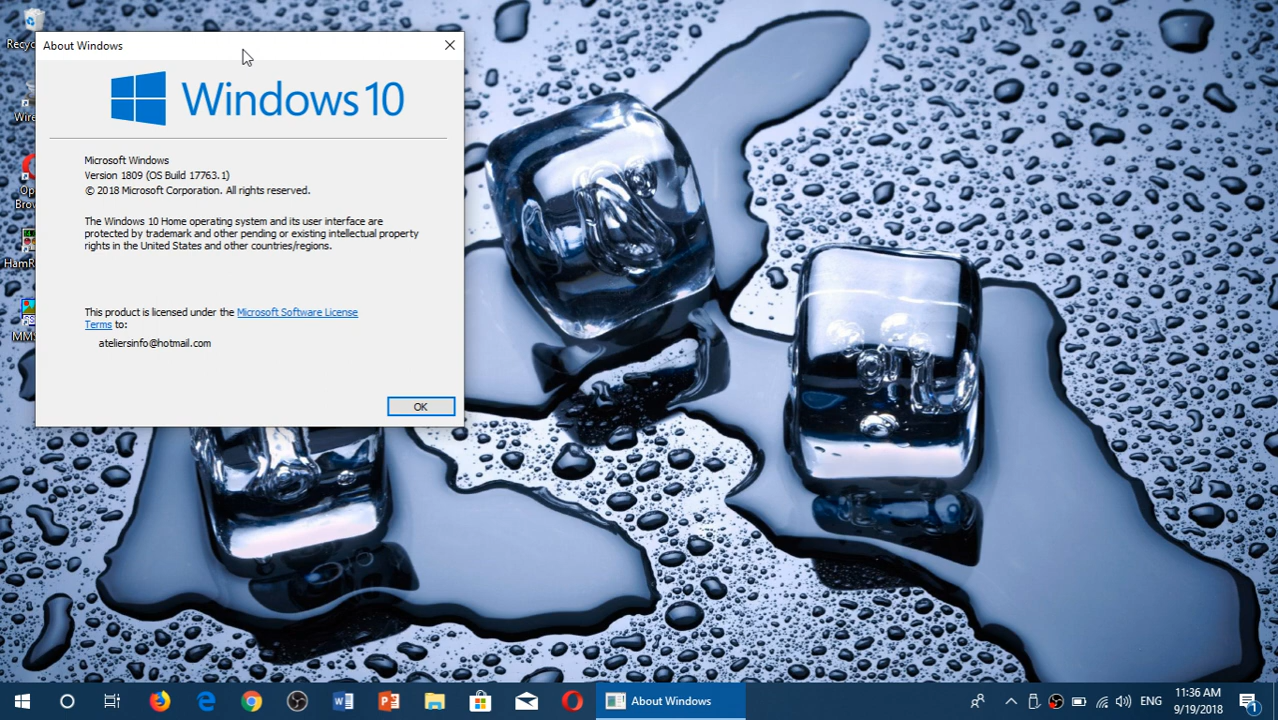 About Windows
Windows 10
Microsoft Windows
Version 1809 (OS Build 17763.1)
© 2018 Microsoft Corporation. All rights reserved.
The Windows 10 Home operating system and its user interface are
protected by trademark and other pending or existing intellectual property
rights in the United States and other countries/regions.
This product is licensed under the Microsoft Software License
Terms to:
ateliersinfo@hotmail.com
OK
About Windows
ENG
11:36 AM
9/19/2018
1